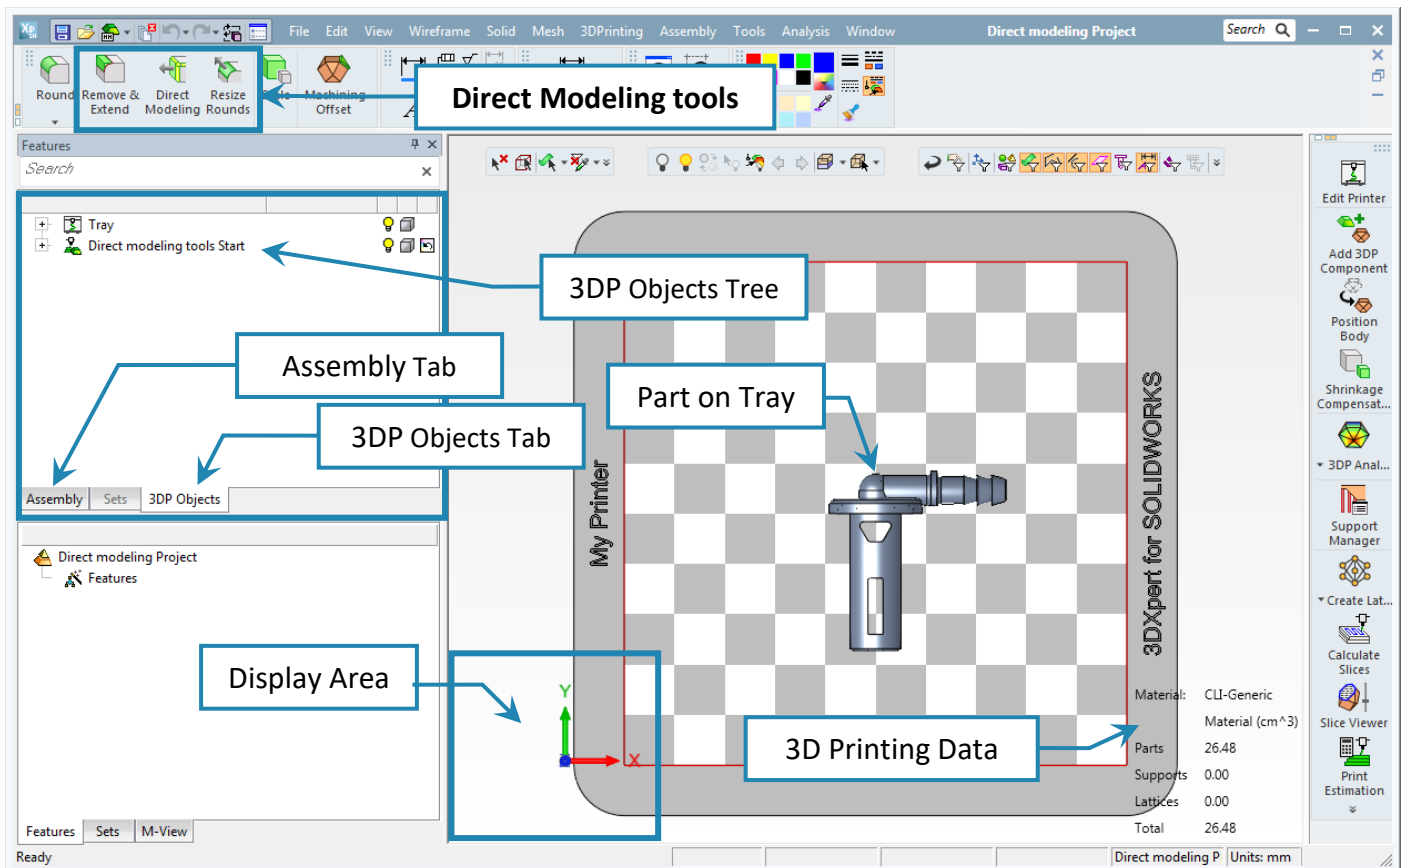 Xp
SW
File Edit View Wireframe Solid Mesh 3DPrinting Assembly Tools Analysis Window
Direct modeling Project
Search
Round
Remove & Extend
Direct Modeling
Resize Rounds
Machining Offset
Direct Modeling tools
Features
Search
Tray
Direct modeling tools Start
3DP Objects Tree
Assembly Tab
3DP Objects Tab
Part on Tray
Assembly Sets 3DP Objects
My Printer
3DXpert for SOLIDWORKS
Direct modeling Project
Features
Display Area
Y
X
3D Printing Data
Material: CLI-Generic
Material (cm^3)
Parts 26.48
Supports 0.00
Lattices 0.00
Total 26.48
Edit Printer
Add 3DP
Component
Position
Body
Shrinkage
Compensat...
3DP Anal...
Support
Manager
Create Lat...
Calculate
Slices
Slice Viewer
Print
Estimation
Features Sets M-View
Ready
Direct modeling P Units: mm